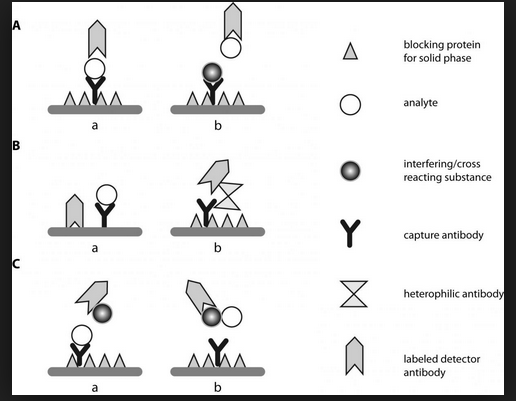 A
a
b
B
a
b
C
a
b
blocking protein
for solid phase
analyte
interfering/cross
reacting substance
capture antibody
heterophilic antibody
labeled detector
antibody